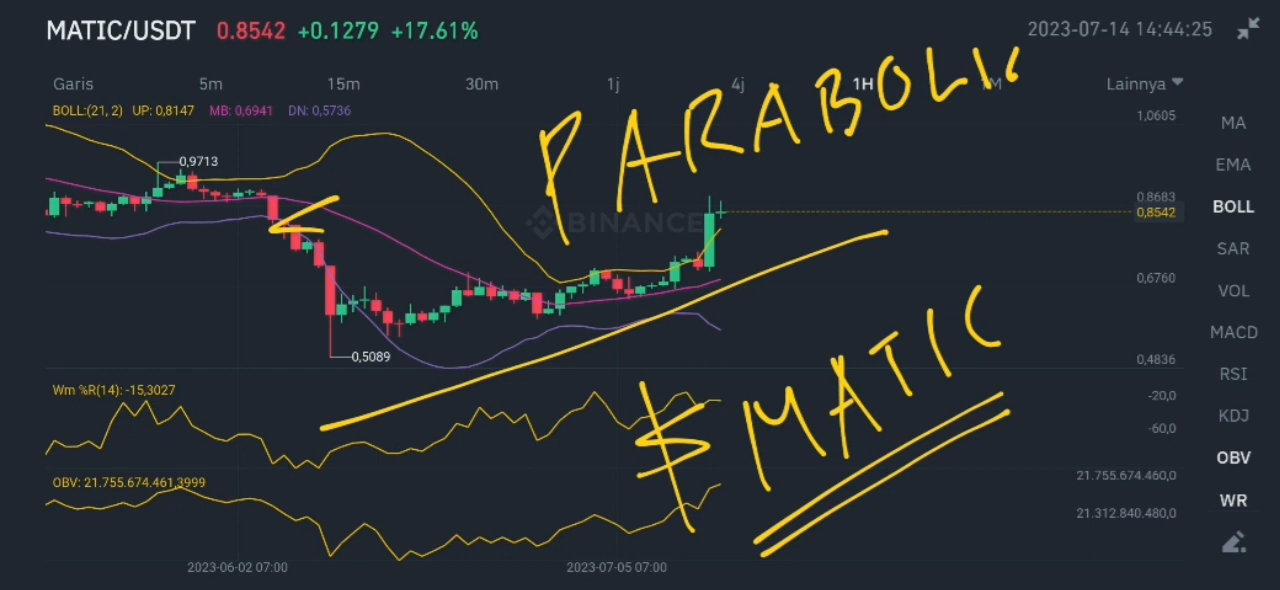 MATIC/USDT 0.8542 +0.1279 +17.61% 2023-07-14 14:44:25
Garis 5m 15m 30m 1j 4j 1H 1M Lainnya
BOLL:(21, 2) UP: 0,8147 MB: 0,6941 DN: 0,5736
PARABOLIC
0,9713
BINANCE
0,5089
1,0605
0.8683
0,8542
0,6760
0,4836
$MATIC
Wm %R(14): -15,3027
-20,0
-60,0
OBV: 21.755.674.461,3999
21.755.674.460,0
21.312.840.480,0
2023-06-02 07:00 2023-07-05 07:00
MA
EMA
BOLL
SAR
VOL
MACD
RSI
KDJ
OBV
WR